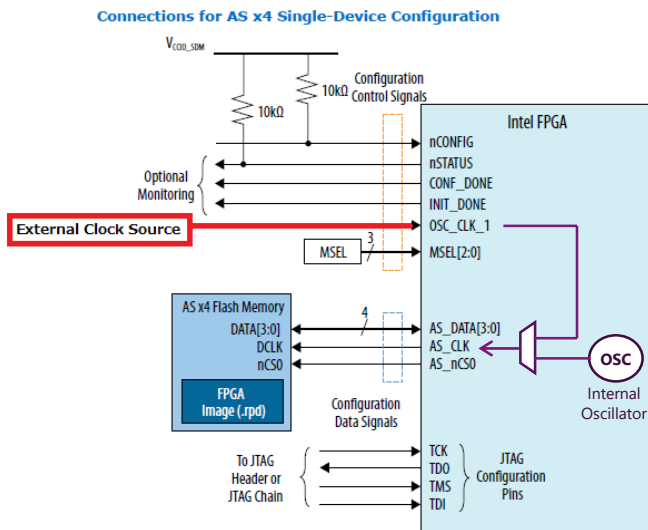 Connections for AS x4 Single-Device Configuration
VCCIO_SDM
10kΩ
10kΩ
Configuration
Control Signals
Intel FPGA
nCONFIG
nSTATUS
CONF_DONE
INIT_DONE
OSC_CLK_1
MSEL[2:0]
Optional
Monitoring
External Clock Source
MSEL
3
AS x4 Flash Memory
DATA[3:0]
DCLK
nCS0
FPGA
Image (.rpd)
4
AS_DATA[3:0]
AS_CLK
AS_nCS0
OSC
Internal
Oscillator
Configuration
Data Signals
To JTAG
Header or
JTAG Chain
TCK
TDO
TMS
TDI
JTAG
Configuration
Pins